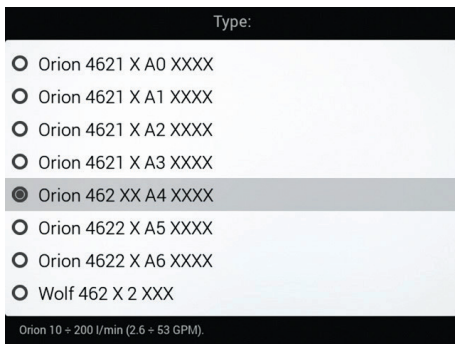 Type:
Orion 4621 X A0 XXXX
Orion 4621 X A1 XXXX
Orion 4621 X A2 XXXX
Orion 4621 X A3 XXXX
Orion 462 XX A4 XXXX
Orion 4622 X A5 XXXX
Orion 4622 X A6 XXXX
Wolf 462 X 2 XXX
Orion 10 ÷ 200 l/min (2.6 ÷ 53 GPM).